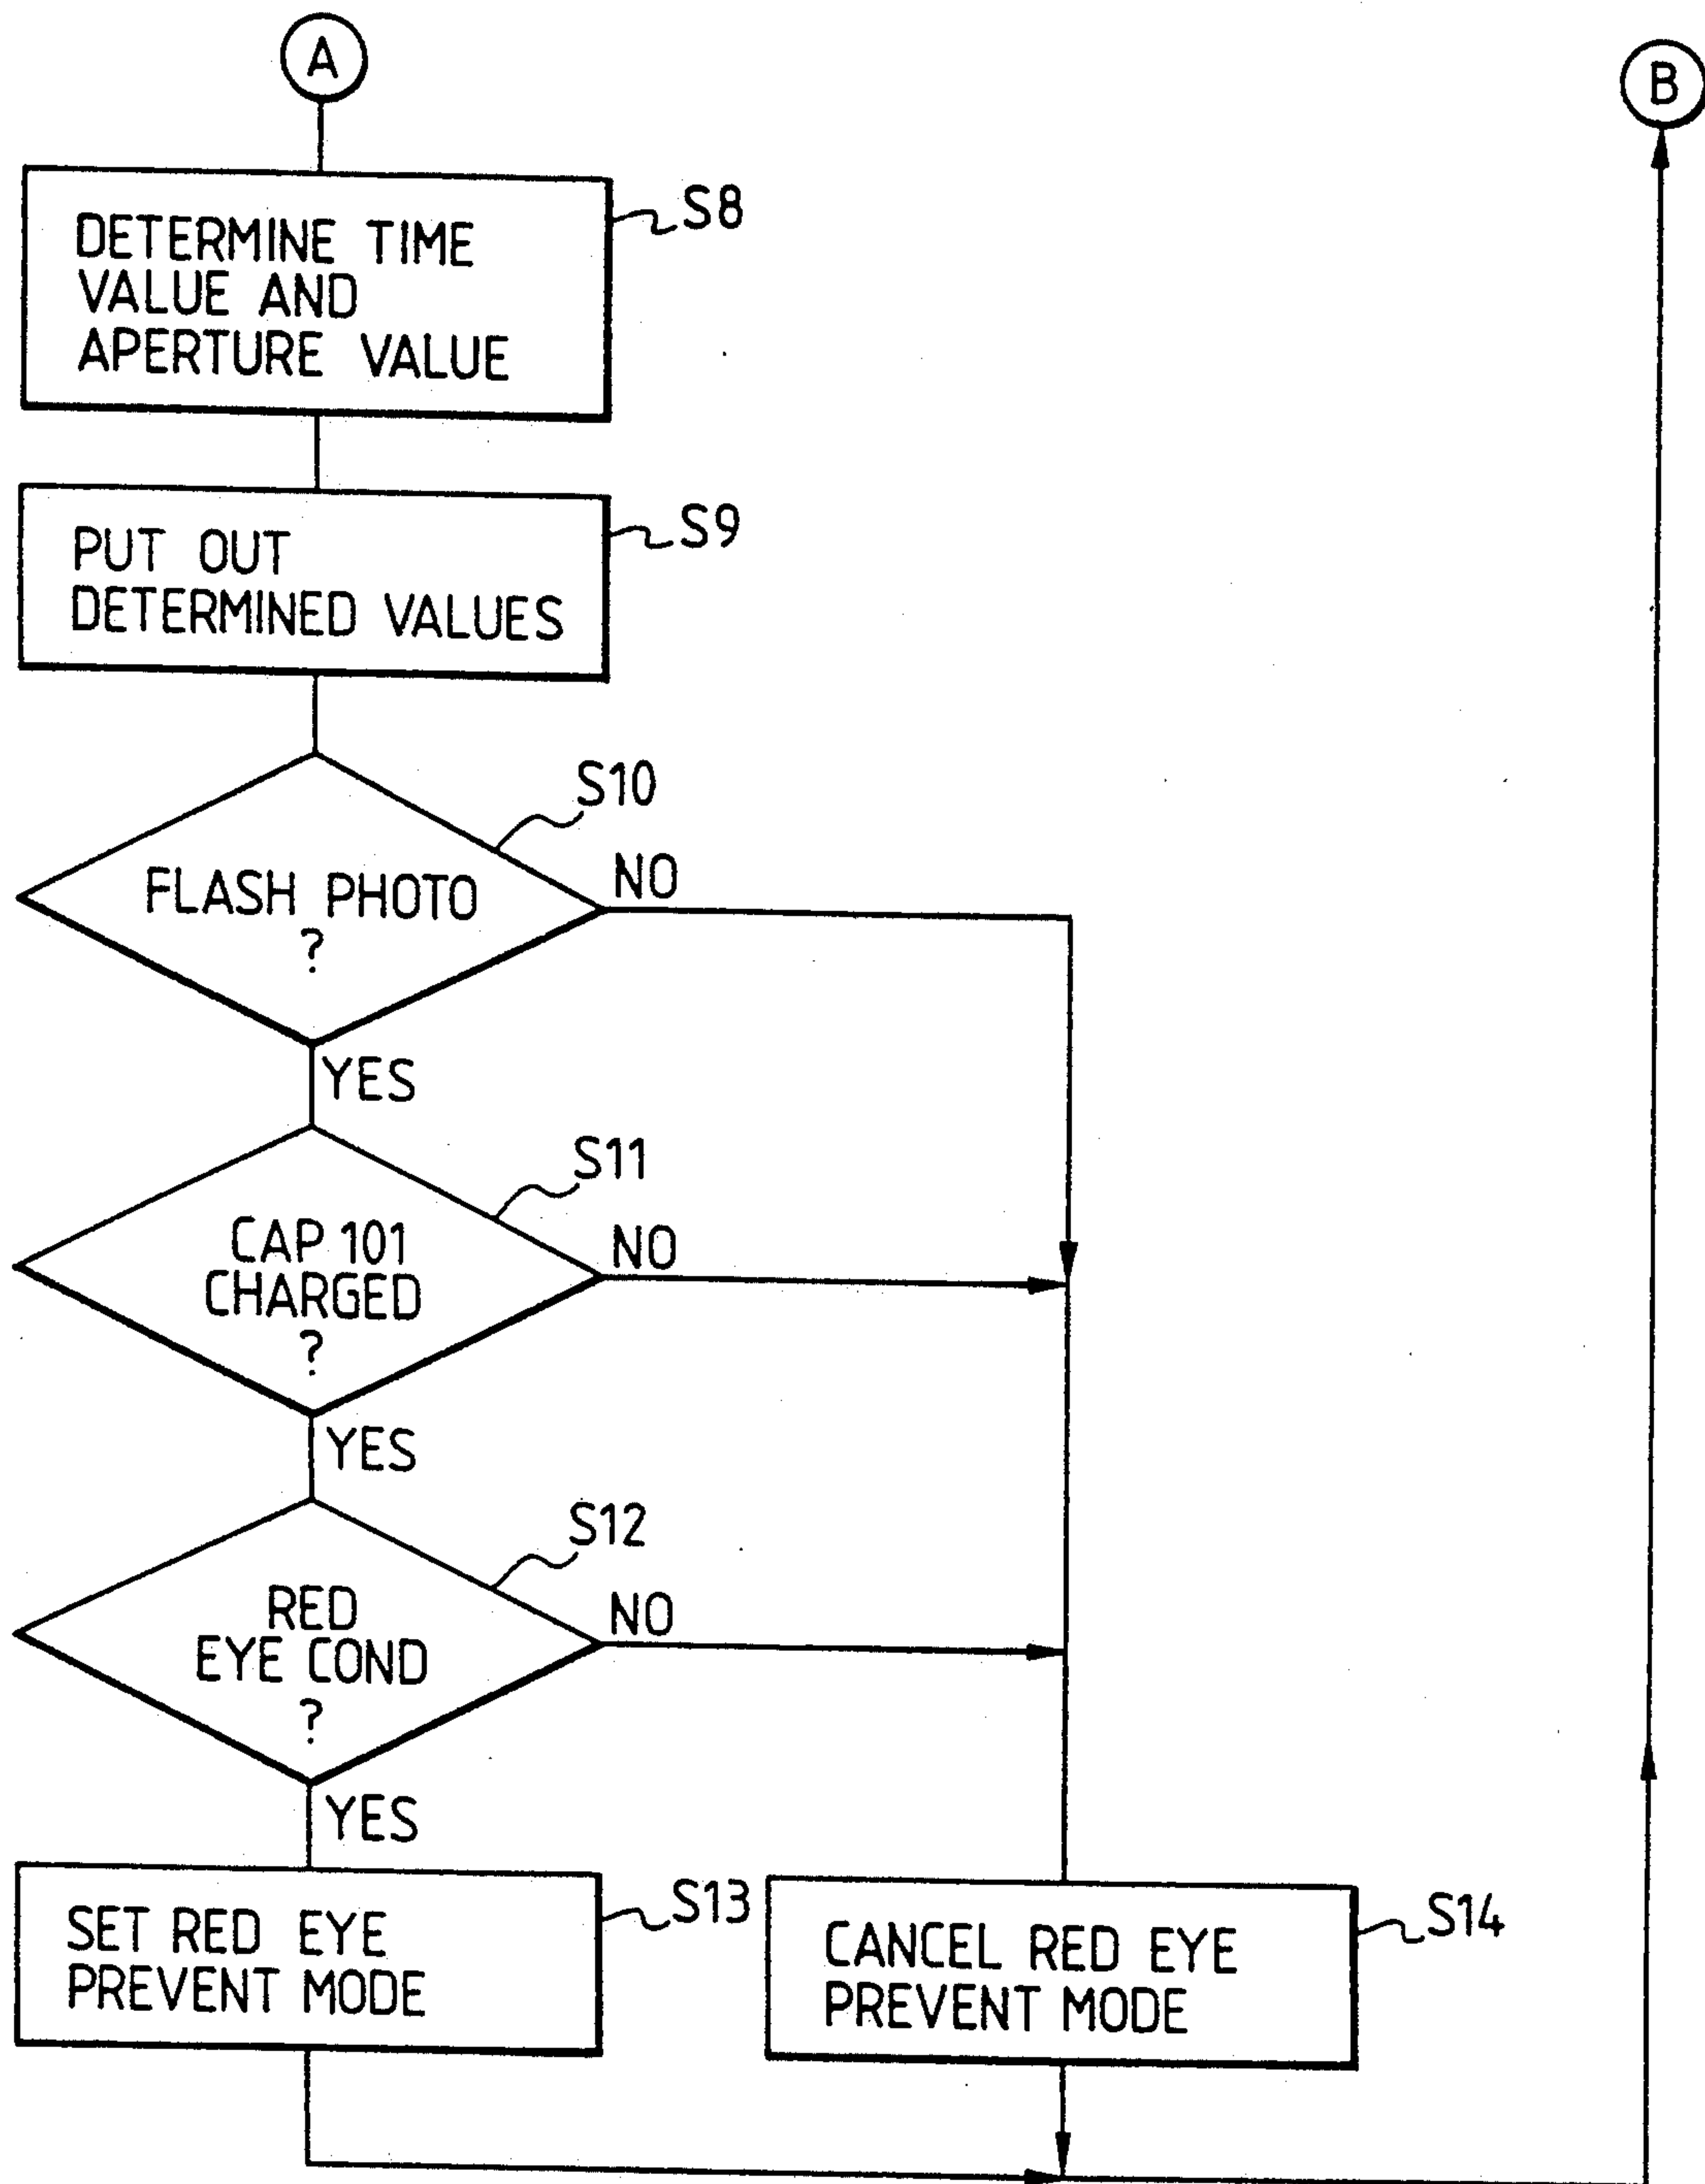 A
B
S8
DETERMINE TIME
VALUE AND
APERTURE VALUE
S9
PUT OUT
DETERMINED VALUES
S10
FLASH PHOTO
?
NO
YES
S11
CAP 101
CHARGED
?
NO
YES
S12
RED
EYE COND
?
NO
YES
S13
SET RED EYE
PREVENT MODE
S14
CANCEL RED EYE
PREVENT MODE